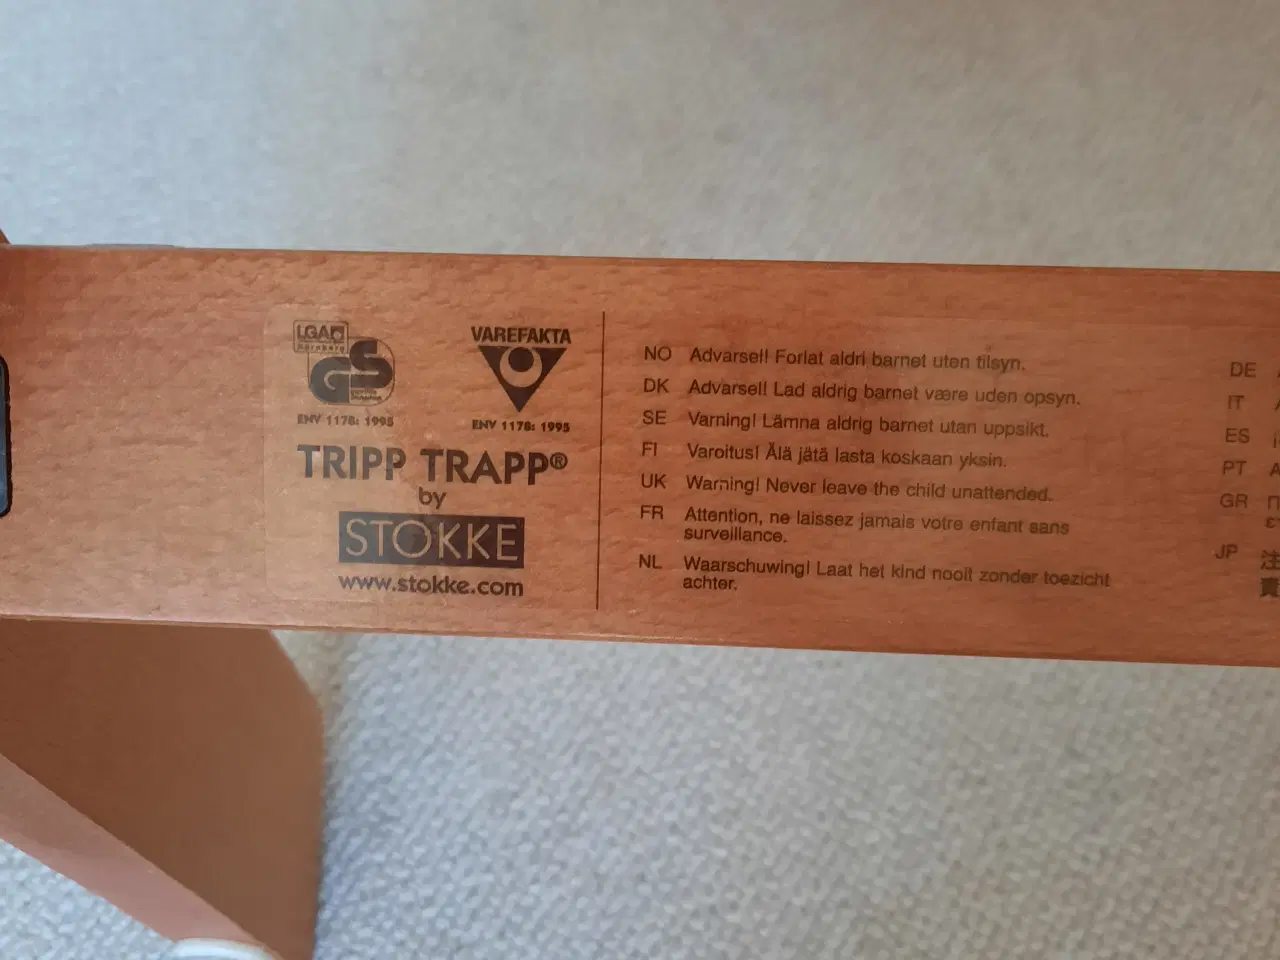 LGA
Nürnberg
GS
ENV 1178: 1995
VAREFAKTA
ENV 1178: 1995
TRIPP TRAPP®
by
STOKKE
www.stokke.com
NO Advarsel! Forlat aldri barnet uten tilsyn.
DK Advarsel! Lad aldrig barnet være uden opsyn.
SE Varning! Lämna aldrig barnet utan uppsikt.
FI Varoitus! Älä jätä lasta koskaan yksin.
UK Warning! Never leave the child unattended.
FR Attention, ne laissez jamais votre enfant sans
surveillance.
NL Waarschuwing! Laat het kind nooit zonder toezicht
achter.
DE
IT
ES
PT
GR
JP 注
責